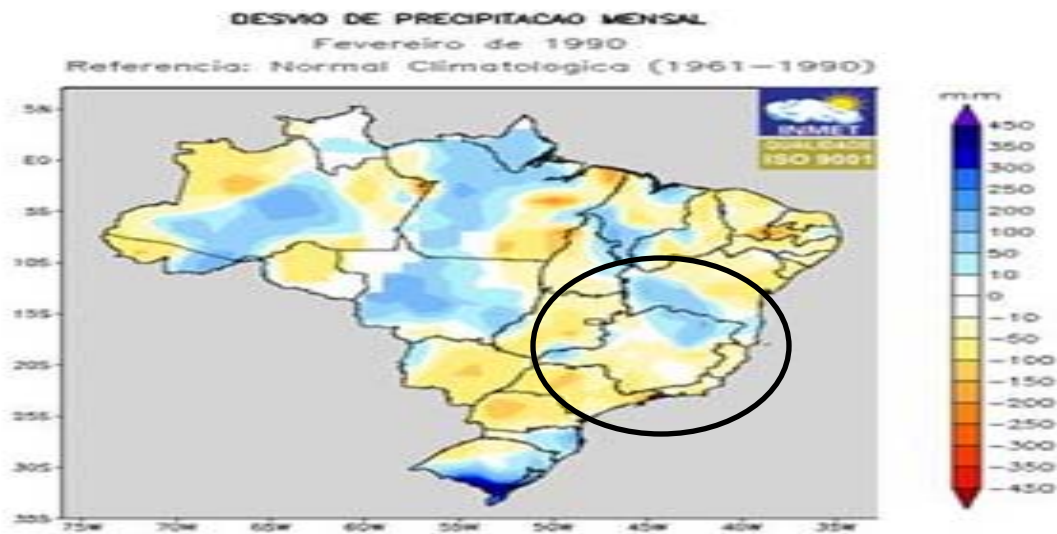 DESVIO DE PRECIPITACAO MENSAL
Fevereiro de 1990
Referencia: Normal Climatologica (1961-1990)
mm
INMET
QUALIDADE
ISO 9001
5N
EQ
5S
10S
15S
20S
25S
30S
35S
75W 70W 65W 60W 55W 50W 45W 40W 35W
450
350
300
250
200
100
50
10
0
-10
-50
-100
-150
-200
-250
-300
-350
-450